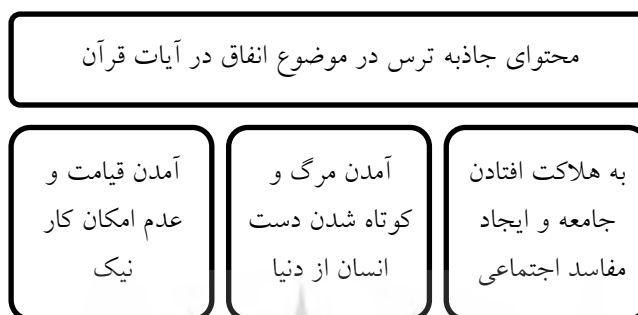 محتوای جاذبه ترس در موضوع انفاق در آیات قرآن
به هلاکت افتادن
جامعه و ایجاد
مفاسد اجتماعی
آمدن مرگ و
کوتاه شدن دست
انسان از دنیا
آمدن قیامت و
عدم امکان کار
نیک